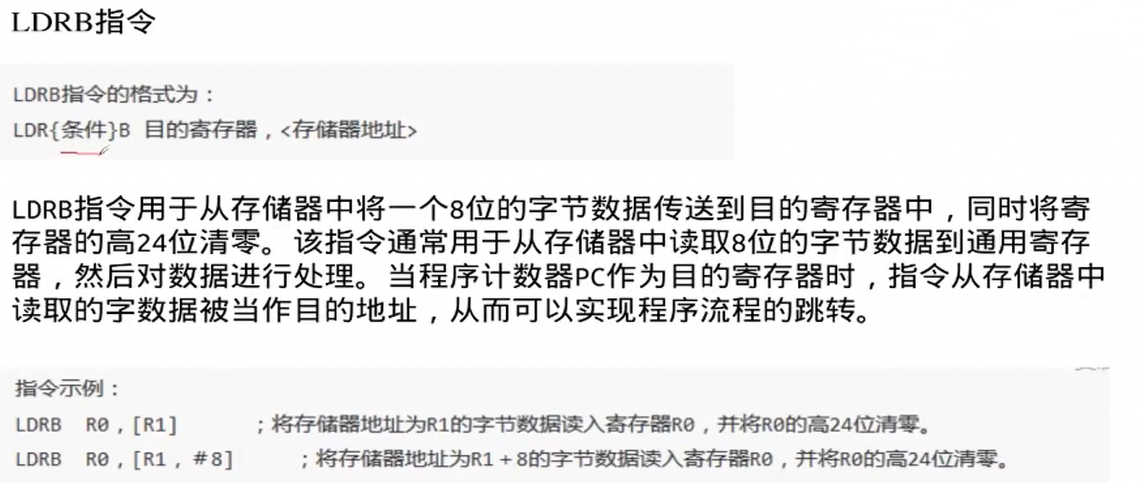 LDRB指令
LDRB指令的格式为：
LDR{条件}B 目的寄存器，<存储器地址>
LDRB指令用于从存储器中将一个8位的字节数据传送到目的寄存器中，同时将寄
存器的高24位清零。该指令通常用于从存储器中读取8位的字节数据到通用寄存
器，然后对数据进行处理。当程序计数器PC作为目的寄存器时，指令从存储器中
读取的字数据被当作目的地址，从而可以实现程序流程的跳转。
指令示例：
LDRB R0，[R1] ；将存储器地址为R1的字节数据读入寄存器R0，并将R0的高24位清零。
LDRB R0，[R1，＃8] ；将存储器地址为R1＋8的字节数据读入寄存器R0，并将R0的高24位清零。